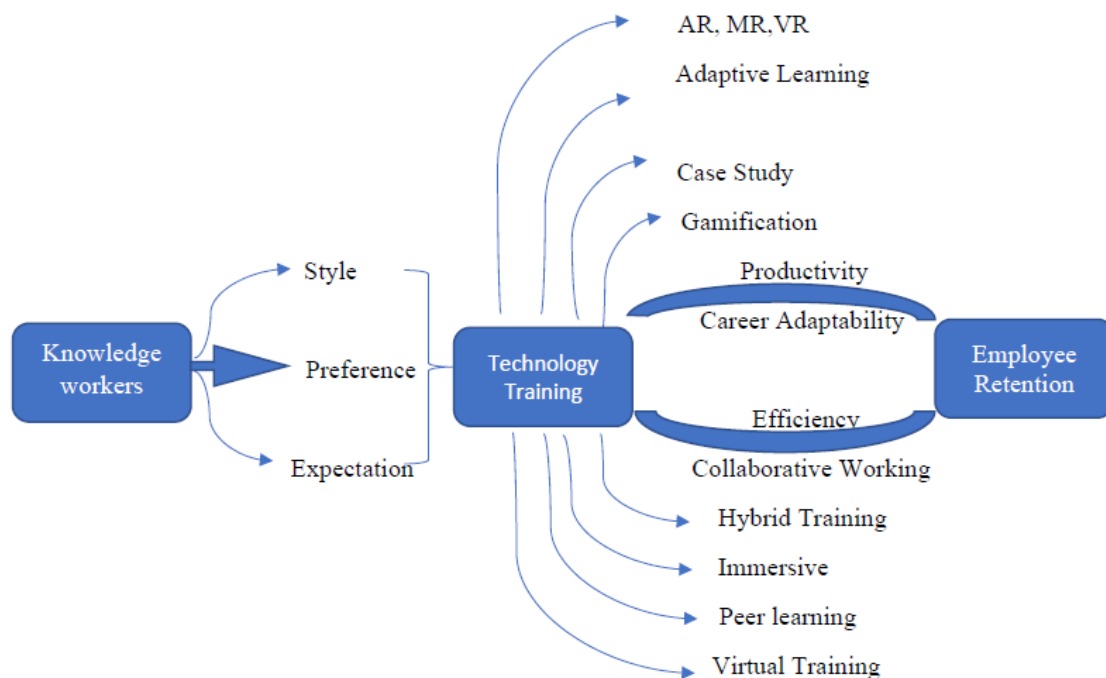 AR, MR,VR
Adaptive Learning
Case Study
Gamification
Productivity
Career Adaptability
Style
Knowledge
workers
Preference
Technology
Training
Employee
Retention
Expectation
Efficiency
Collaborative Working
Hybrid Training
Immersive
Peer learning
Virtual Training